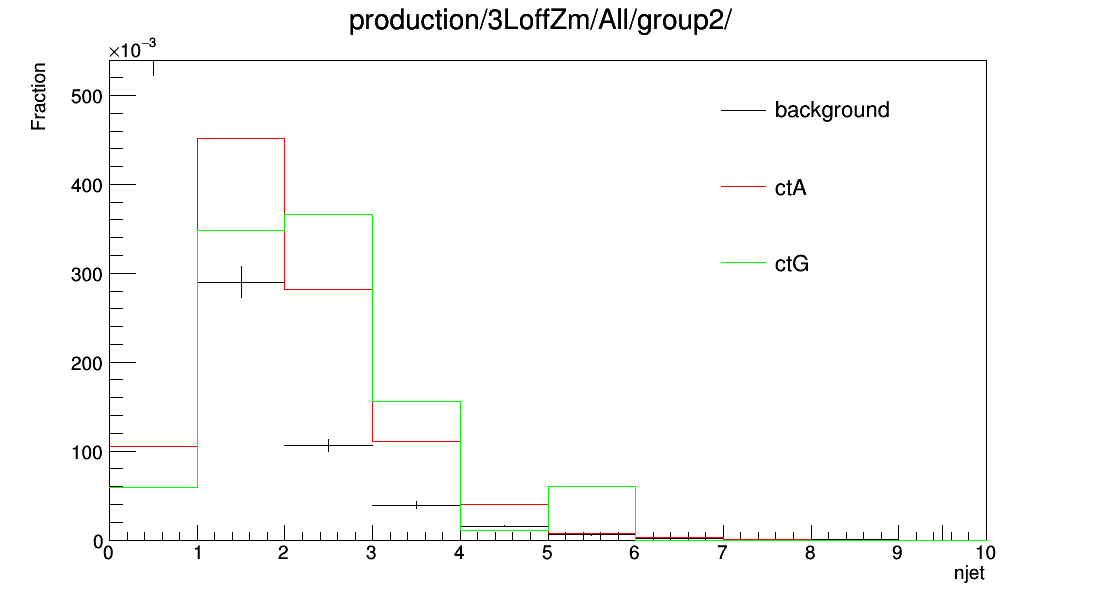 production/3LoffZm/All/group2/
×10⁻³
Fraction
500
400
300
200
100
0
background
ctA
ctG
0 1 2 3 4 5 6 7 8 9 10
njet